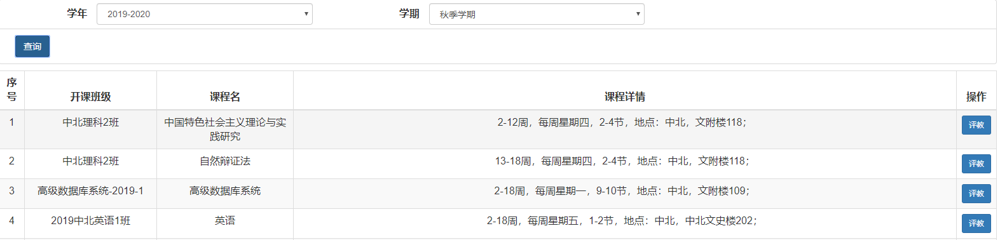 学年 2019-2020 学期 秋季学期
查询
序号 开课班级 课程名 课程详情 操作
1 中北理科2班 中国特色社会主义理论与实践研究 2-12周，每周星期四，2-4节，地点：中北，文附楼118； 评教
2 中北理科2班 自然辩证法 13-18周，每周星期四，2-4节，地点：中北，文附楼118； 评教
3 高级数据库系统-2019-1 高级数据库系统 2-18周，每周星期一，9-10节，地点：中北，文附楼109； 评教
4 2019中北英语1班 英语 2-18周，每周星期五，1-2节，地点：中北，中北文史楼202； 评教